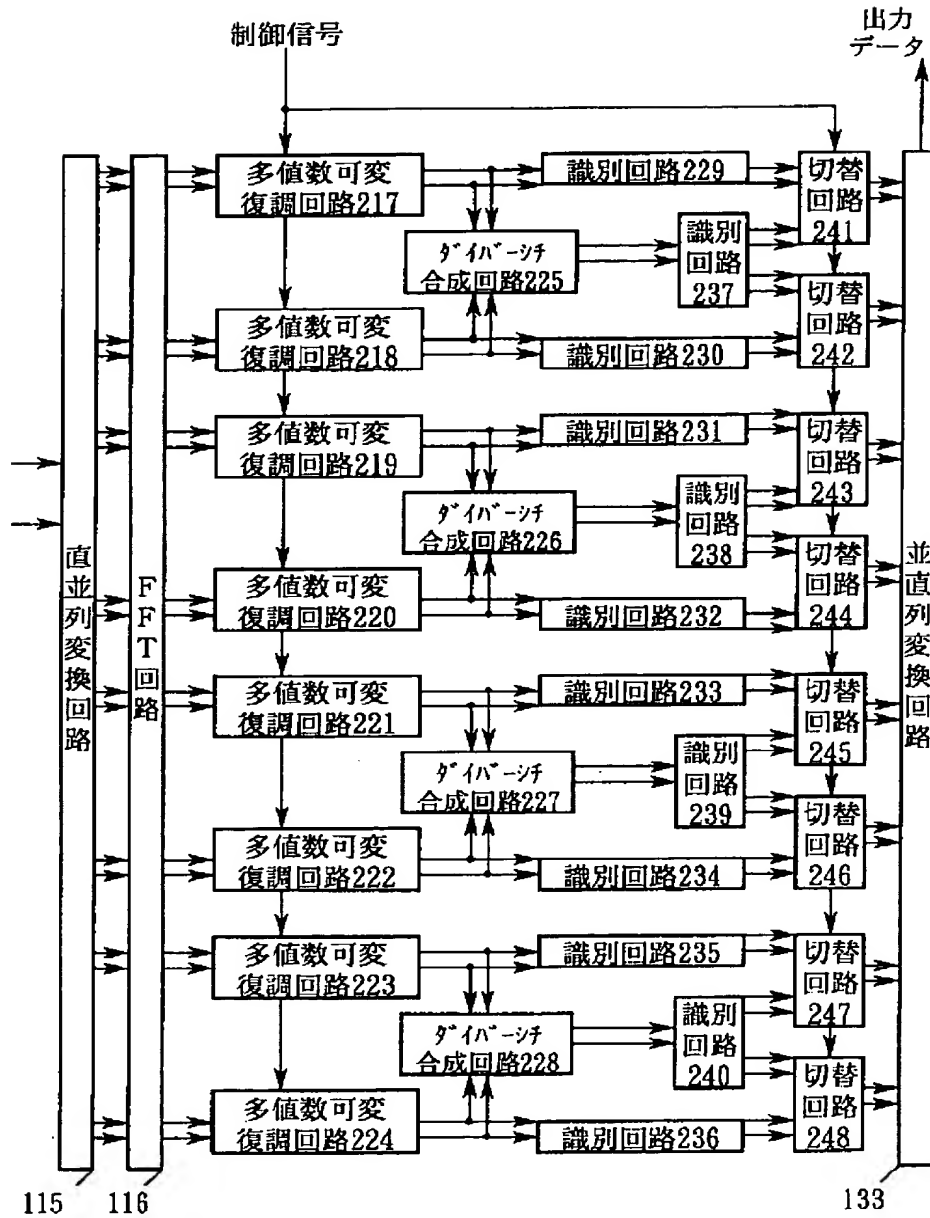 制御信号
出力
データ
多値数可変
復調回路217
識別回路229
切替
回路
241
ダイバーシチ
合成回路225
識別
回路
237
切替
回路
242
多値数可変
復調回路218
識別回路230
多値数可変
復調回路219
識別回路231
切替
回路
243
ダイバーシチ
合成回路226
識別
回路
238
切替
回路
244
多値数可変
復調回路220
識別回路232
多値数可変
復調回路221
識別回路233
切替
回路
245
ダイバーシチ
合成回路227
識別
回路
239
切替
回路
246
多値数可変
復調回路222
識別回路234
多値数可変
復調回路223
識別回路235
切替
回路
247
ダイバーシチ
合成回路228
識別
回路
240
切替
回路
248
多値数可変
復調回路224
識別回路236
直並列変換回路
FFT回路
並直列変換回路
115
116
133